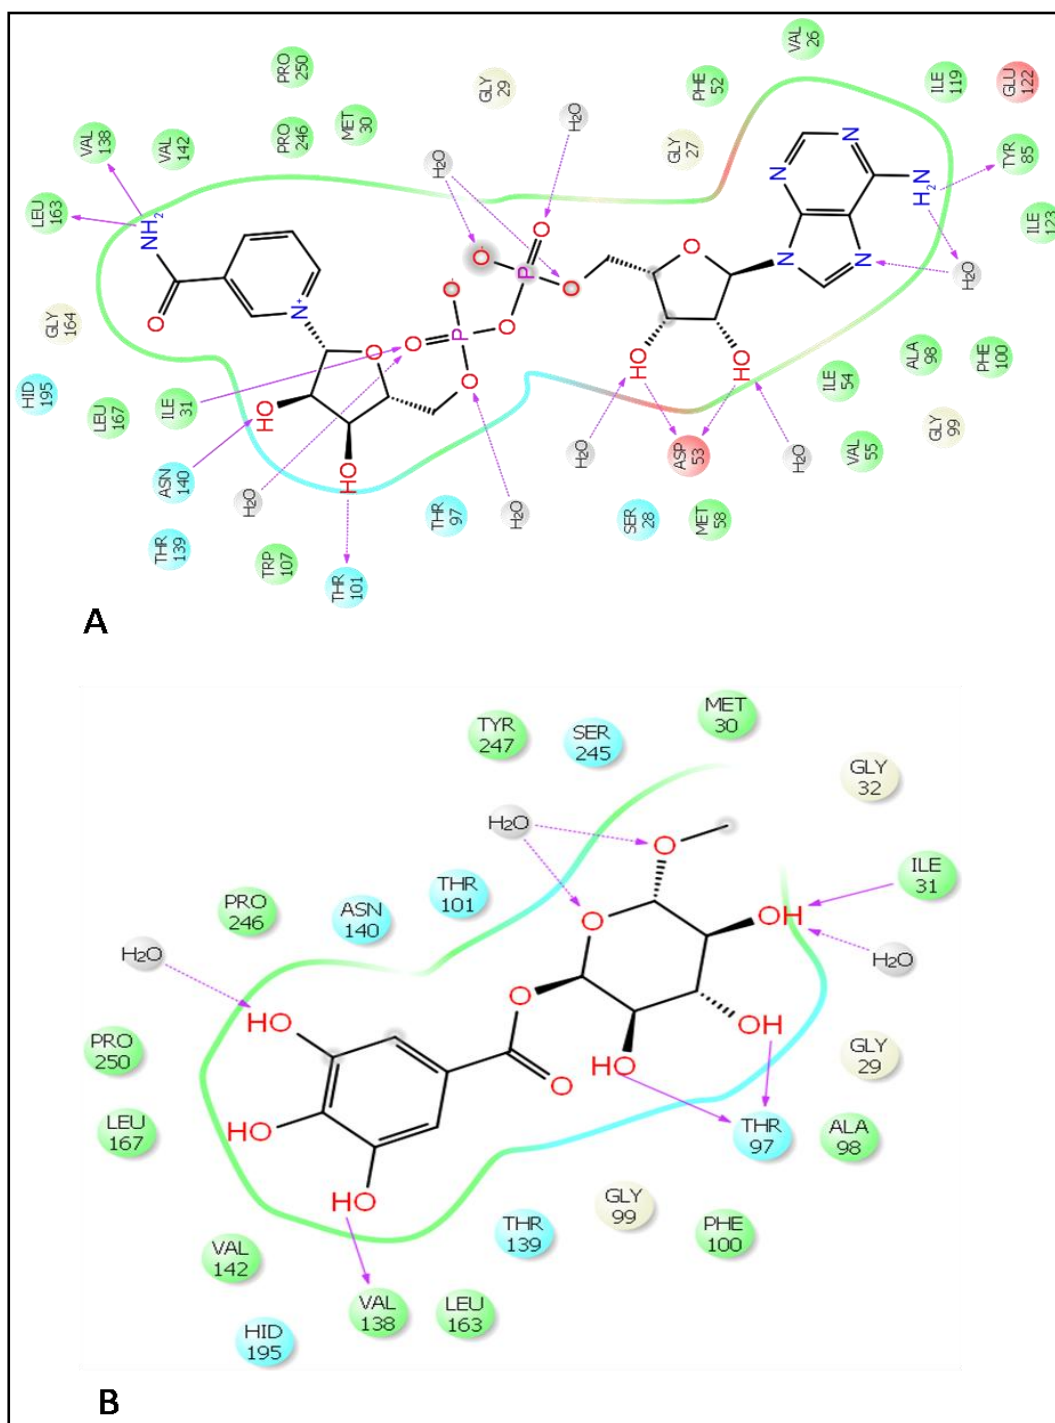 VAL 26
PRO 250
GLY 29
PHE 52
ILE 119
GLU 122
H₂O
MET 30
PRO 246
VAL 138
VAL 142
GLY 27
TYR 85
H₂O
N
N
N
H₂N
LEU 163
NH₂
O
O⁻
O
P
O
N
N
ILE 123
H₂O
GLY 164
O
N⁺
O⁻
O
P
O
O
O
HID 195
LEU 167
ILE 31
HO
O
HO
HO
ILE 54
ALA 98
PHE 100
ASN 140
H₂O
HO
H₂O
ASP 53
H₂O
VAL 55
GLY 99
THR 139
TRP 107
THR 101
THR 97
H₂O
SER 28
MET 58
A
MET
30
TYR
247
SER
245
GLY
32
H₂O
O
ILE
31
THR
101
PRO
246
ASN
140
O
OH
H₂O
H₂O
O
HO
OH
PRO
250
HO
O
GLY
29
LEU
167
HO
THR
97
ALA
98
HO
GLY
99
THR
139
PHE
100
VAL
142
VAL
138
LEU
163
HID
195
B